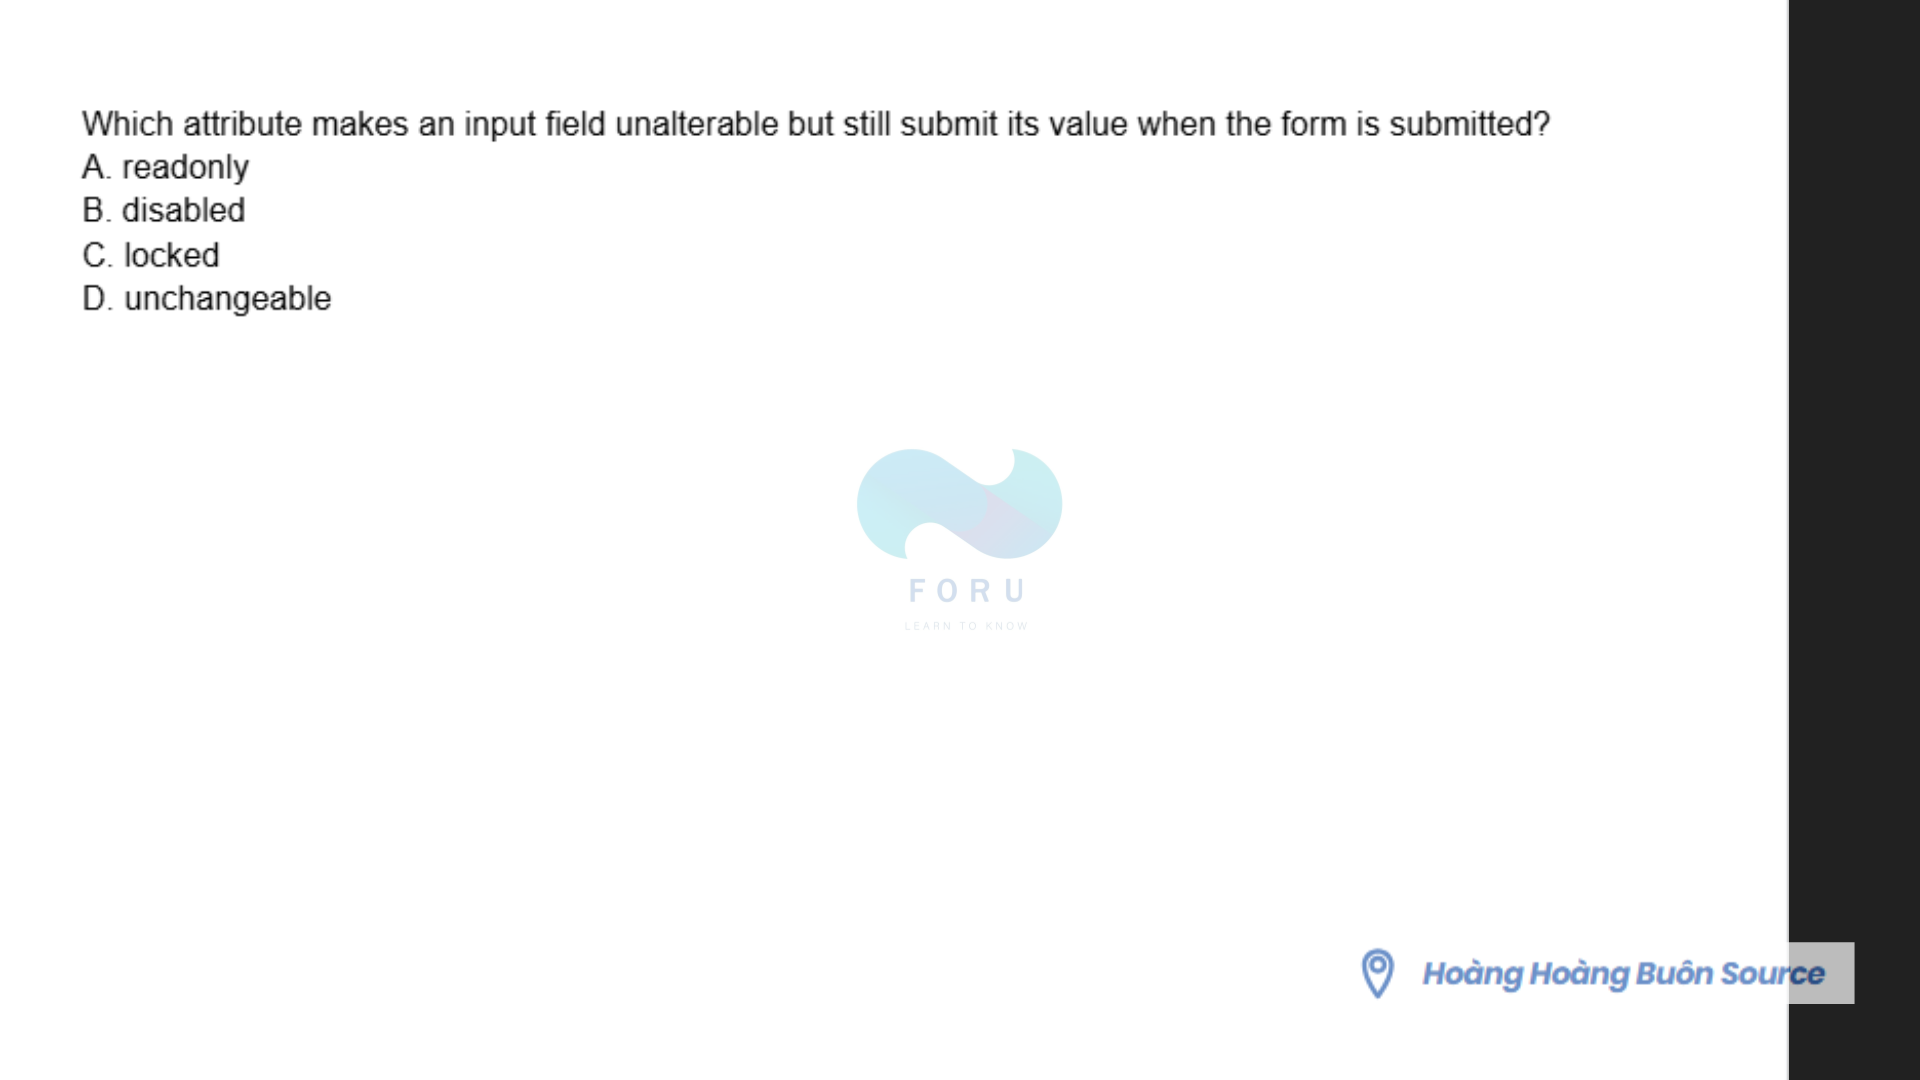 Which attribute makes an input field unalterable but still submit its value when the form is submitted?
A. readonly
B. disabled
C. locked
D. unchangeable
FORU
LEARN TO KNOW
Hoàng Hoàng Buôn Source